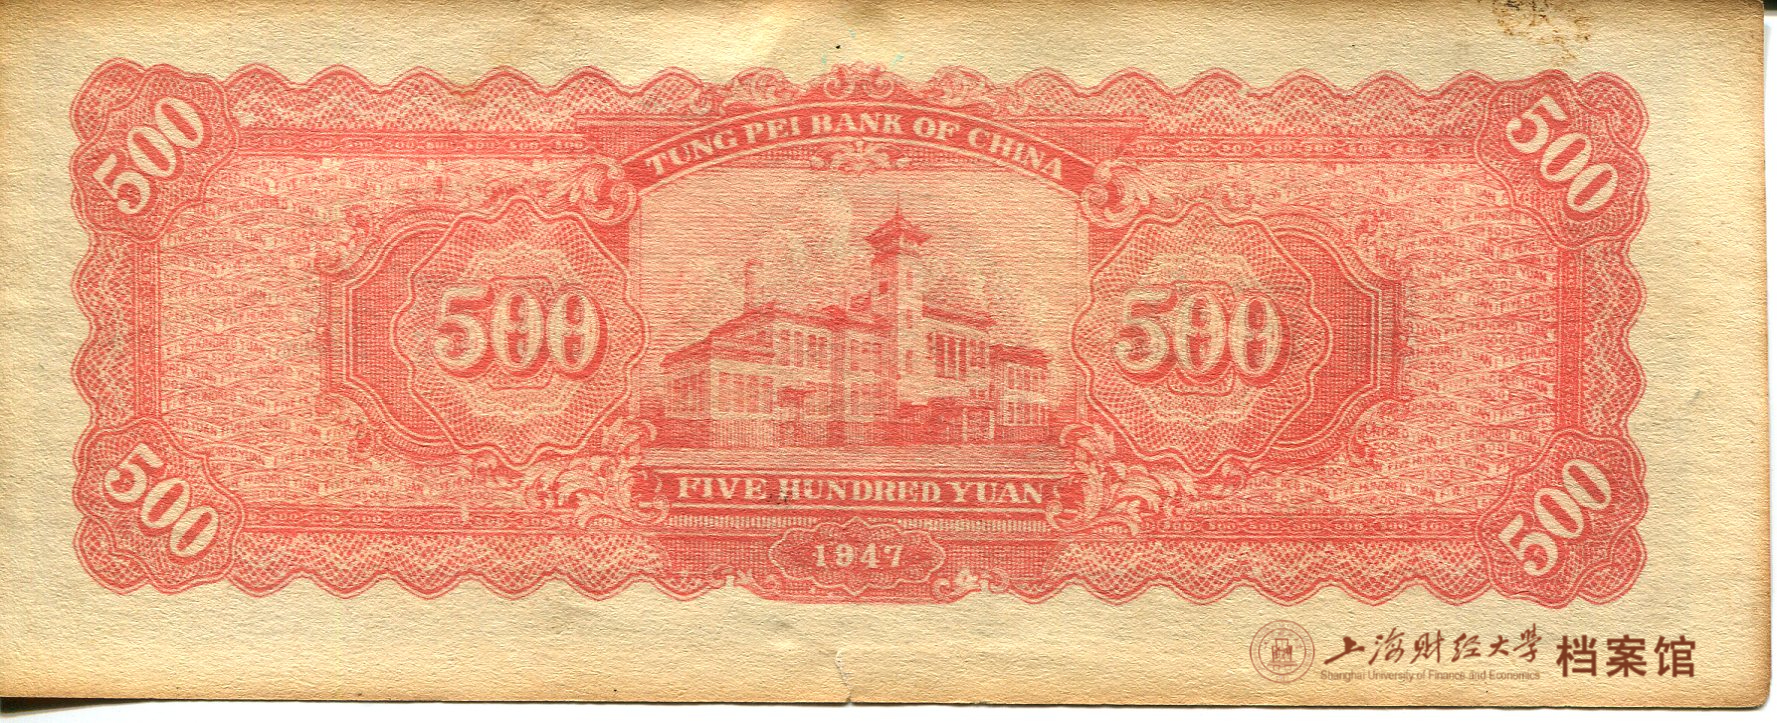 500
500
TUNG PEI BANK OF CHINA
500
500
FIVE HUNDRED YUAN
500
500
1947
上海财经大学 档案馆
Shanghai University of Finance and Economics